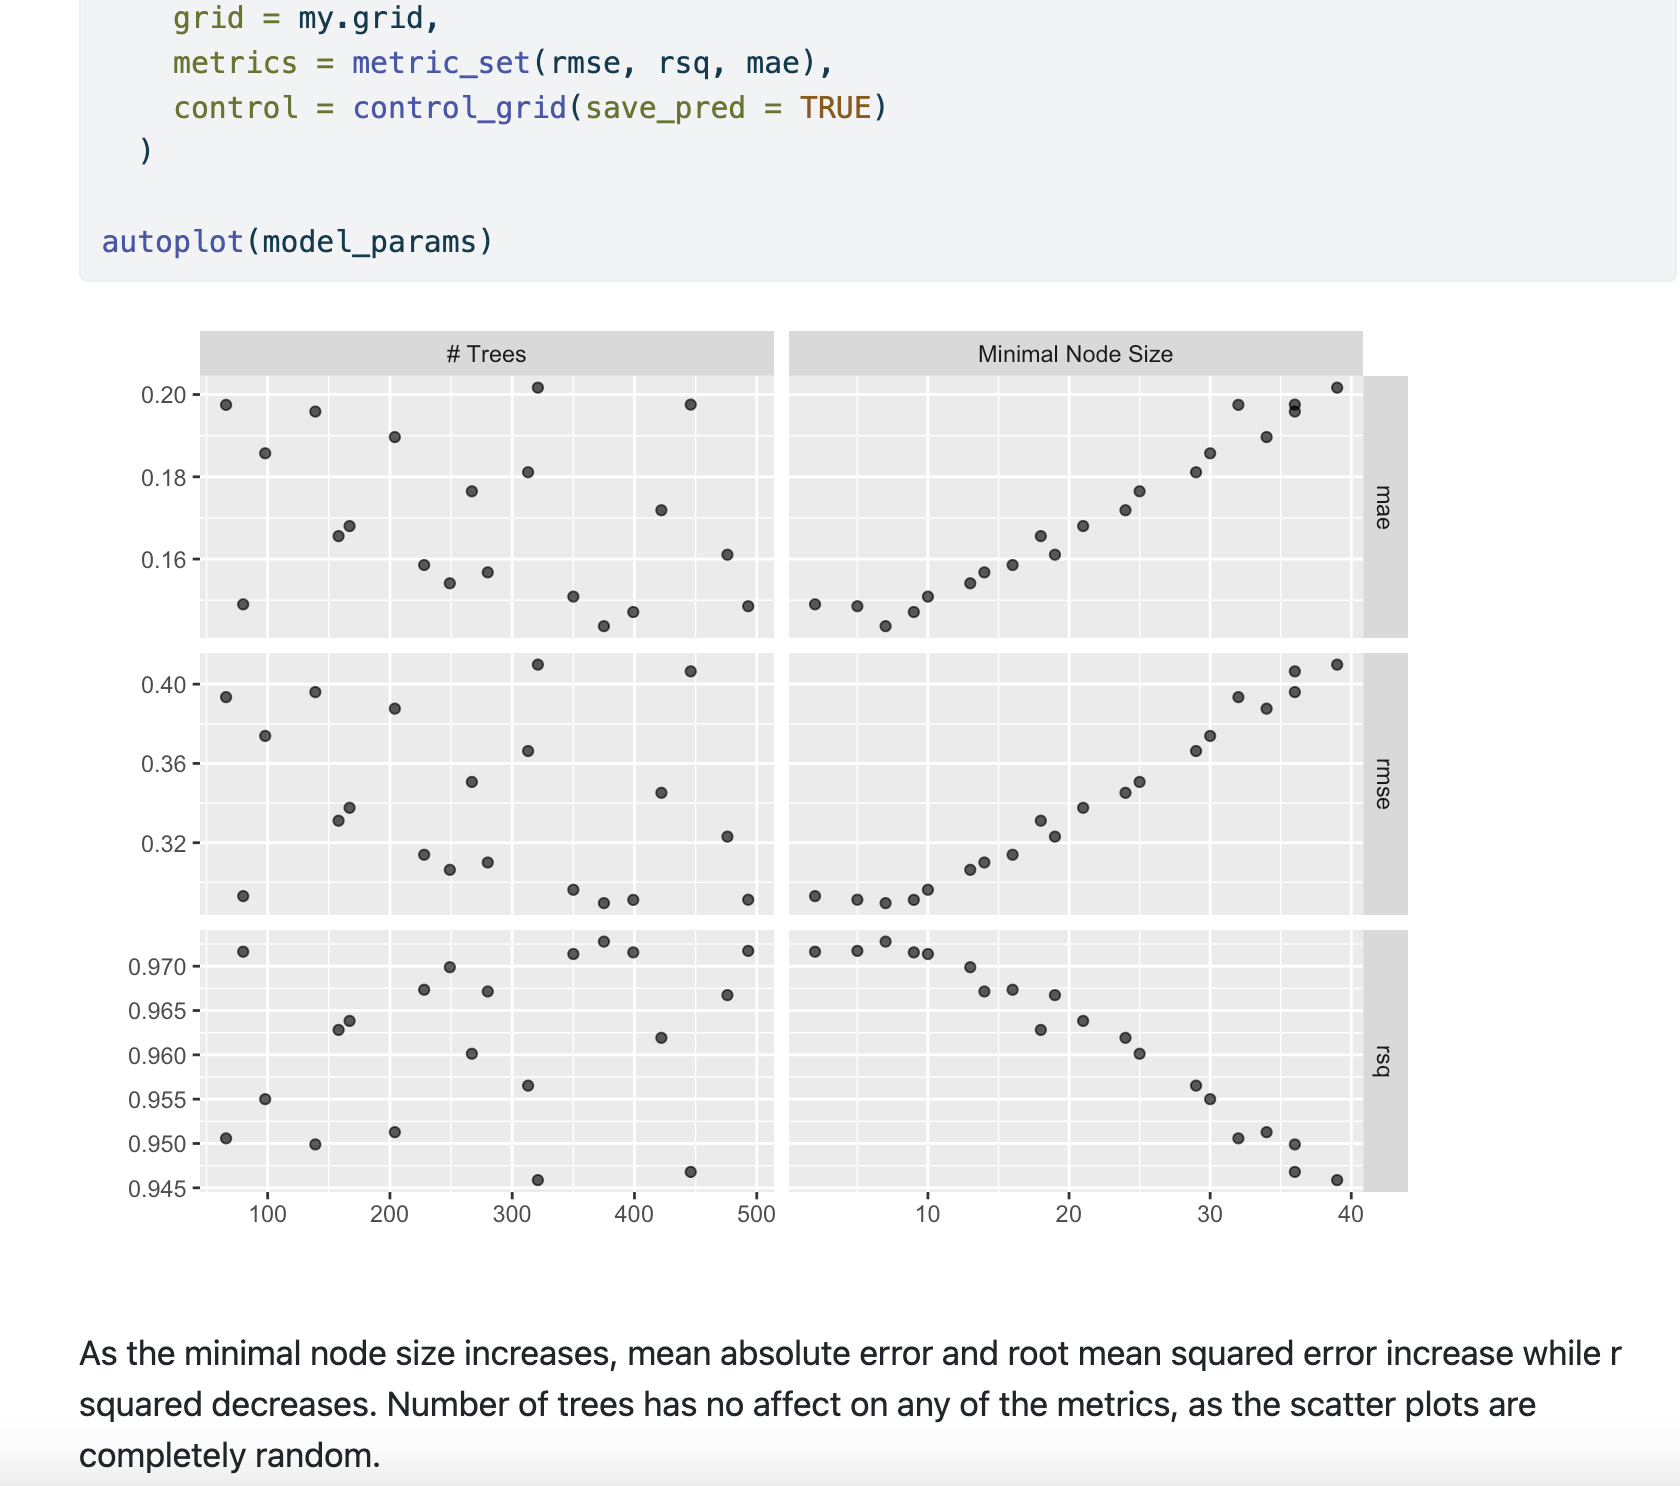 grid = my.grid,
metrics = metric_set(rmse, rsq, mae),
control = control_grid(save_pred = TRUE)
)
autoplot(model_params)
# Trees
Minimal Node Size
0.20
0.18
0.16
mae
0.40
0.36
0.32
rmse
0.970
0.965
0.960
0.955
0.950
0.945
rsq
100 200 300 400 500 10 20 30 40
As the minimal node size increases, mean absolute error and root mean squared error increase while r
squared decreases. Number of trees has no affect on any of the metrics, as the scatter plots are
completely random.